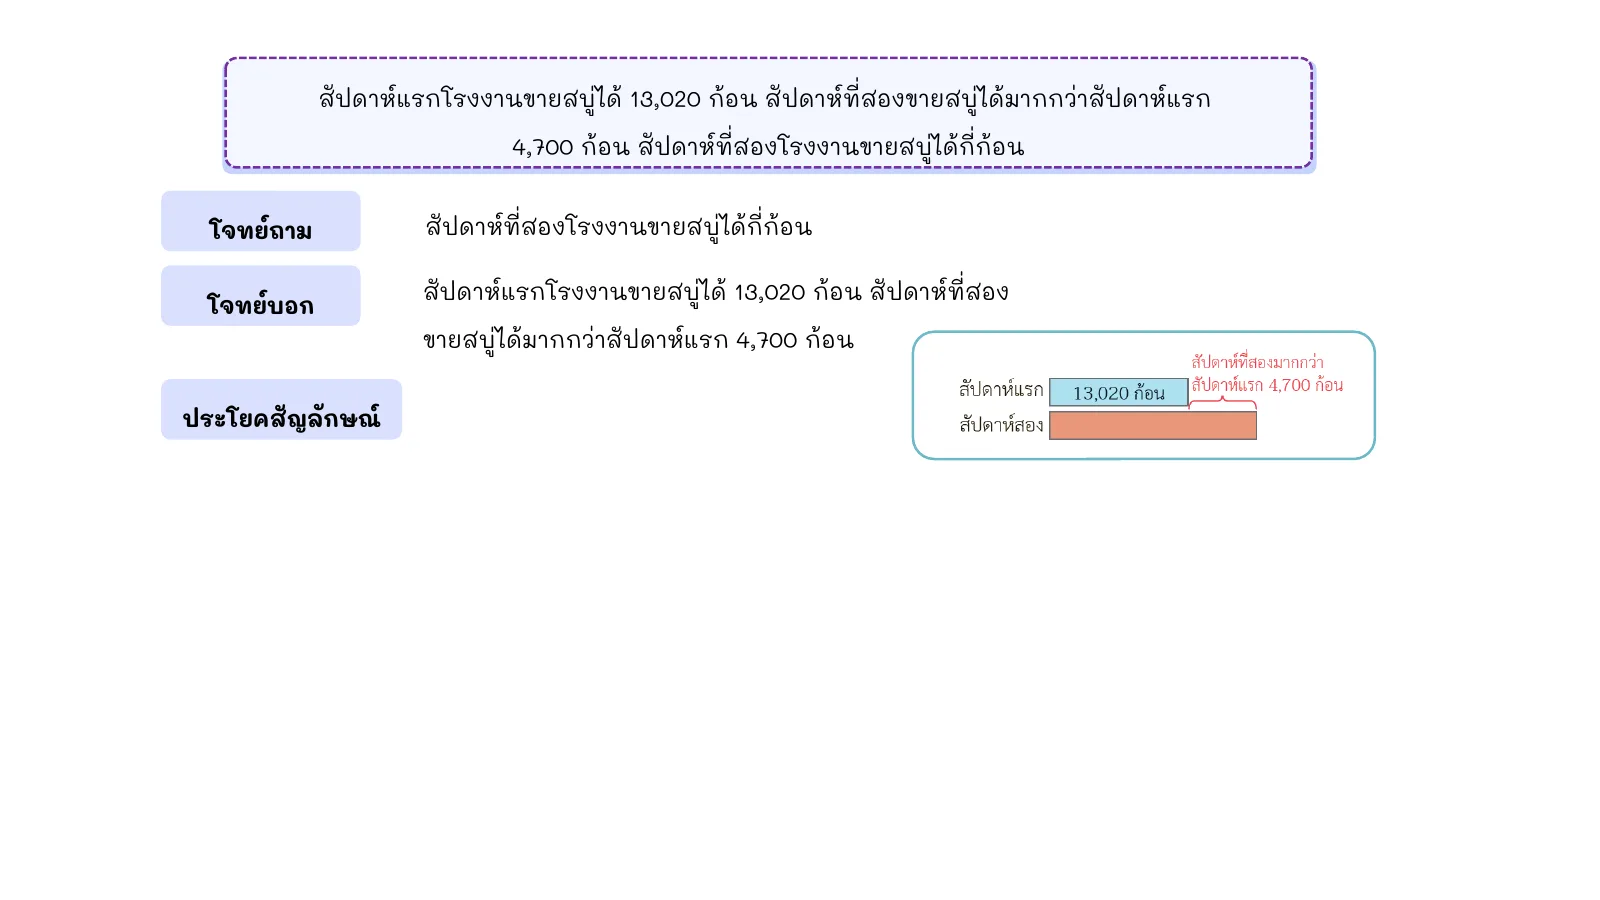 สัปดาห์แรกโรงงานขายสบู่ได้ 13,020 ก้อน สัปดาห์ที่สองขายสบู่ได้มากกว่าสัปดาห์แรก
4,700 ก้อน สัปดาห์ที่สองโรงงานขายสบู่ได้กี่ก้อน
โจทย์ถาม
สัปดาห์ที่สองโรงงานขายสบู่ได้กี่ก้อน
โจทย์บอก
สัปดาห์แรกโรงงานขายสบู่ได้ 13,020 ก้อน สัปดาห์ที่สอง
ขายสบู่ได้มากกว่าสัปดาห์แรก 4,700 ก้อน
ประโยคสัญลักษณ์
สัปดาห์ที่สองมากกว่า
สัปดาห์แรก 4,700 ก้อน
สัปดาห์แรก
13,020 ก้อน
สัปดาห์สอง